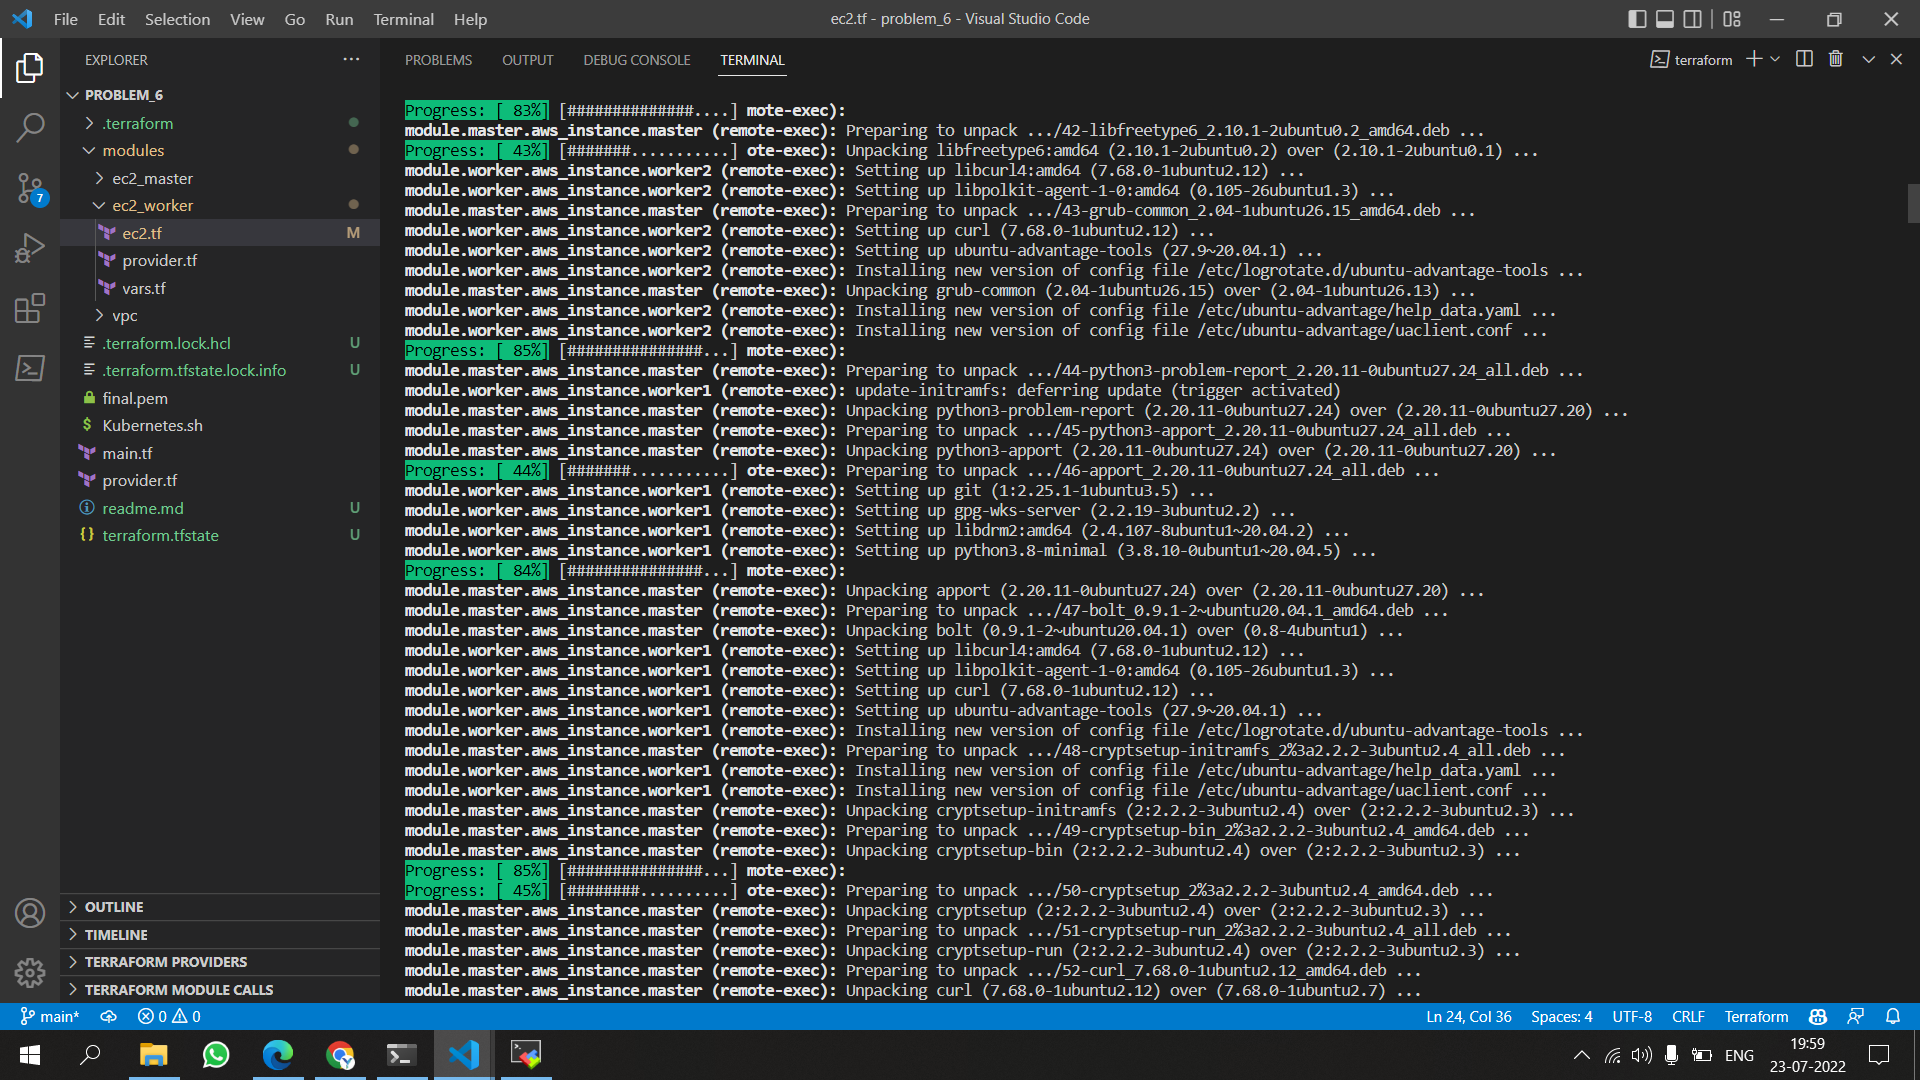 File Edit Selection View Go Run Terminal Help
ec2.tf - problem_6 - Visual Studio Code
EXPLORER
PROBLEM_6
.terraform
modules
ec2_master
ec2_worker
ec2.tf M
provider.tf
vars.tf
vpc
.terraform.lock.hcl U
.terraform.tfstate.lock.info U
final.pem
$ Kubernetes.sh
main.tf
provider.tf
readme.md U
{} terraform.tfstate U
OUTLINE
TIMELINE
TERRAFORM PROVIDERS
TERRAFORM MODULE CALLS
7
PROBLEMS OUTPUT DEBUG CONSOLE TERMINAL
terraform
Progress: [ 83%] [##############....] mote-exec):
module.master.aws_instance.master (remote-exec): Preparing to unpack .../42-libfreetype6_2.10.1-2ubuntu0.2_amd64.deb ...
Progress: [ 43%] [#######...........] ote-exec): Unpacking libfreetype6:amd64 (2.10.1-2ubuntu0.2) over (2.10.1-2ubuntu0.1) ...
module.worker.aws_instance.worker2 (remote-exec): Setting up libcurl4:amd64 (7.68.0-1ubuntu2.12) ...
module.worker.aws_instance.worker2 (remote-exec): Setting up libpolkit-agent-1-0:amd64 (0.105-26ubuntu1.3) ...
module.master.aws_instance.master (remote-exec): Preparing to unpack .../43-grub-common_2.04-1ubuntu26.15_amd64.deb ...
module.worker.aws_instance.worker2 (remote-exec): Setting up curl (7.68.0-1ubuntu2.12) ...
module.worker.aws_instance.worker2 (remote-exec): Setting up ubuntu-advantage-tools (27.9~20.04.1) ...
module.worker.aws_instance.worker2 (remote-exec): Installing new version of config file /etc/logrotate.d/ubuntu-advantage-tools ...
module.master.aws_instance.master (remote-exec): Unpacking grub-common (2.04-1ubuntu26.15) over (2.04-1ubuntu26.13) ...
module.worker.aws_instance.worker2 (remote-exec): Installing new version of config file /etc/ubuntu-advantage/help_data.yaml ...
module.worker.aws_instance.worker2 (remote-exec): Installing new version of config file /etc/ubuntu-advantage/uaclient.conf ...
Progress: [ 85%] [###############...] mote-exec):
module.master.aws_instance.master (remote-exec): Preparing to unpack .../44-python3-problem-report_2.20.11-0ubuntu27.24_all.deb ...
module.worker.aws_instance.worker1 (remote-exec): update-initramfs: deferring update (trigger activated)
module.master.aws_instance.master (remote-exec): Unpacking python3-problem-report (2.20.11-0ubuntu27.24) over (2.20.11-0ubuntu27.20) ...
module.master.aws_instance.master (remote-exec): Preparing to unpack .../45-python3-apport_2.20.11-0ubuntu27.24_all.deb ...
module.master.aws_instance.master (remote-exec): Unpacking python3-apport (2.20.11-0ubuntu27.24) over (2.20.11-0ubuntu27.20) ...
Progress: [ 44%] [#######...........] ote-exec): Preparing to unpack .../46-apport_2.20.11-0ubuntu27.24_all.deb ...
module.worker.aws_instance.worker1 (remote-exec): Setting up git (1:2.25.1-1ubuntu3.5) ...
module.worker.aws_instance.worker1 (remote-exec): Setting up gpg-wks-server (2.2.19-3ubuntu2.2) ...
module.worker.aws_instance.worker1 (remote-exec): Setting up libdrm2:amd64 (2.4.107-8ubuntu1~20.04.2) ...
module.worker.aws_instance.worker1 (remote-exec): Setting up python3.8-minimal (3.8.10-0ubuntu1~20.04.5) ...
Progress: [ 84%] [###############...] mote-exec):
module.master.aws_instance.master (remote-exec): Unpacking apport (2.20.11-0ubuntu27.24) over (2.20.11-0ubuntu27.20) ...
module.master.aws_instance.master (remote-exec): Preparing to unpack .../47-bolt_0.9.1-2~ubuntu20.04.1_amd64.deb ...
module.master.aws_instance.master (remote-exec): Unpacking bolt (0.9.1-2~ubuntu20.04.1) over (0.8-4ubuntu1) ...
module.worker.aws_instance.worker1 (remote-exec): Setting up libcurl4:amd64 (7.68.0-1ubuntu2.12) ...
module.worker.aws_instance.worker1 (remote-exec): Setting up libpolkit-agent-1-0:amd64 (0.105-26ubuntu1.3) ...
module.worker.aws_instance.worker1 (remote-exec): Setting up curl (7.68.0-1ubuntu2.12) ...
module.worker.aws_instance.worker1 (remote-exec): Setting up ubuntu-advantage-tools (27.9~20.04.1) ...
module.worker.aws_instance.worker1 (remote-exec): Installing new version of config file /etc/logrotate.d/ubuntu-advantage-tools ...
module.master.aws_instance.master (remote-exec): Preparing to unpack .../48-cryptsetup-initramfs_2%3a2.2.2-3ubuntu2.4_all.deb ...
module.worker.aws_instance.worker1 (remote-exec): Installing new version of config file /etc/ubuntu-advantage/help_data.yaml ...
module.worker.aws_instance.worker1 (remote-exec): Installing new version of config file /etc/ubuntu-advantage/uaclient.conf ...
module.master.aws_instance.master (remote-exec): Unpacking cryptsetup-initramfs (2:2.2.2-3ubuntu2.4) over (2:2.2.2-3ubuntu2.3) ...
module.master.aws_instance.master (remote-exec): Preparing to unpack .../49-cryptsetup-bin_2%3a2.2.2-3ubuntu2.4_amd64.deb ...
module.master.aws_instance.master (remote-exec): Unpacking cryptsetup-bin (2:2.2.2-3ubuntu2.4) over (2:2.2.2-3ubuntu2.3) ...
Progress: [ 85%] [###############...] mote-exec):
Progress: [ 45%] [########..........] ote-exec): Preparing to unpack .../50-cryptsetup_2%3a2.2.2-3ubuntu2.4_amd64.deb ...
module.master.aws_instance.master (remote-exec): Unpacking cryptsetup (2:2.2.2-3ubuntu2.4) over (2:2.2.2-3ubuntu2.3) ...
module.master.aws_instance.master (remote-exec): Preparing to unpack .../51-cryptsetup-run_2%3a2.2.2-3ubuntu2.4_all.deb ...
module.master.aws_instance.master (remote-exec): Unpacking cryptsetup-run (2:2.2.2-3ubuntu2.4) over (2:2.2.2-3ubuntu2.3) ...
module.master.aws_instance.master (remote-exec): Preparing to unpack .../52-curl_7.68.0-1ubuntu2.12_amd64.deb ...
module.master.aws_instance.master (remote-exec): Unpacking curl (7.68.0-1ubuntu2.12) over (7.68.0-1ubuntu2.7) ...
main* 0 0 Ln 24, Col 36 Spaces: 4 UTF-8 CRLF Terraform
ENG
19:59
23-07-2022